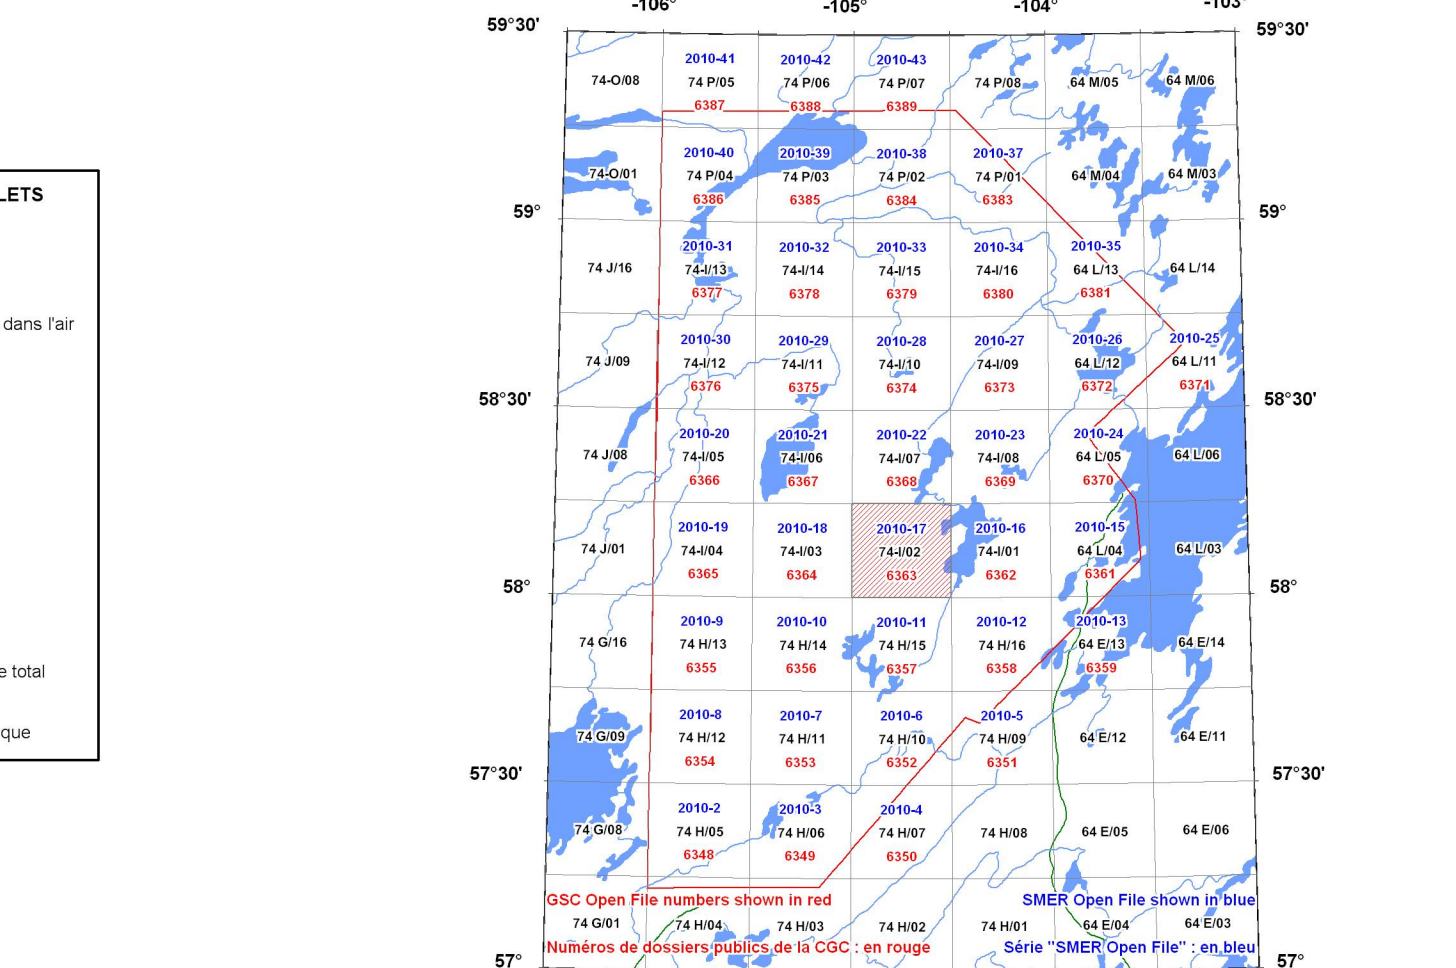 -106° -105° -104° -103°
59°30' 59°30'
2010-41 2010-42 2010-43
74-O/08 74 P/05 74 P/06 74 P/07 74 P/08 64 M/05 64 M/06
6387 6388 6389
2010-40 2010-39 2010-38 2010-37
74-O/01 74 P/04 74 P/03 74 P/02 74 P/01 64 M/04 64 M/03
LETS
6386 6385 6384 6383
59° 59°
2010-31 2010-32 2010-33 2010-34 2010-35
74 J/16 74-I/13 74-I/14 74-I/15 74-I/16 64 L/13 64 L/14
6377 6378 6379 6380 6381
dans l'air
2010-30 2010-29 2010-28 2010-27 2010-26 2010-25
74 J/09 74-I/12 74-I/11 74-I/10 74-I/09 64 L/12 64 L/11
6376 6375 6374 6373 6372 6371
58°30' 58°30'
2010-20 2010-21 2010-22 2010-23 2010-24
74 J/08 74-I/05 74-I/06 74-I/07 74-I/08 64 L/05 64 L/06
6366 6367 6368 6369 6370
2010-19 2010-18 2010-17 2010-16 2010-15
74 J/01 74-I/04 74-I/03 74-I/02 74-I/01 64 L/04 64 L/03
6365 6364 6363 6362 6361
58° 58°
2010-9 2010-10 2010-11 2010-12 2010-13
74 G/16 74 H/13 74 H/14 74 H/15 74 H/16 64 E/13 64 E/14
6355 6356 6357 6358 6359
e total
2010-8 2010-7 2010-6 2010-5
que
74 G/09 74 H/12 74 H/11 74 H/10 74 H/09 64 E/12 64 E/11
6354 6353 6352 6351
57°30' 57°30'
2010-2 2010-3 2010-4
74 G/08 74 H/05 74 H/06 74 H/07 74 H/08 64 E/05 64 E/06
6348 6349 6350
GSC Open File numbers shown in red SMER Open File shown in blue
74 G/01 74 H/04 74 H/03 74 H/02 74 H/01 64 E/04 64 E/03
Numéros de dossiers publics de la CGC : en rouge Série "SMER Open File" : en bleu
57° 57°